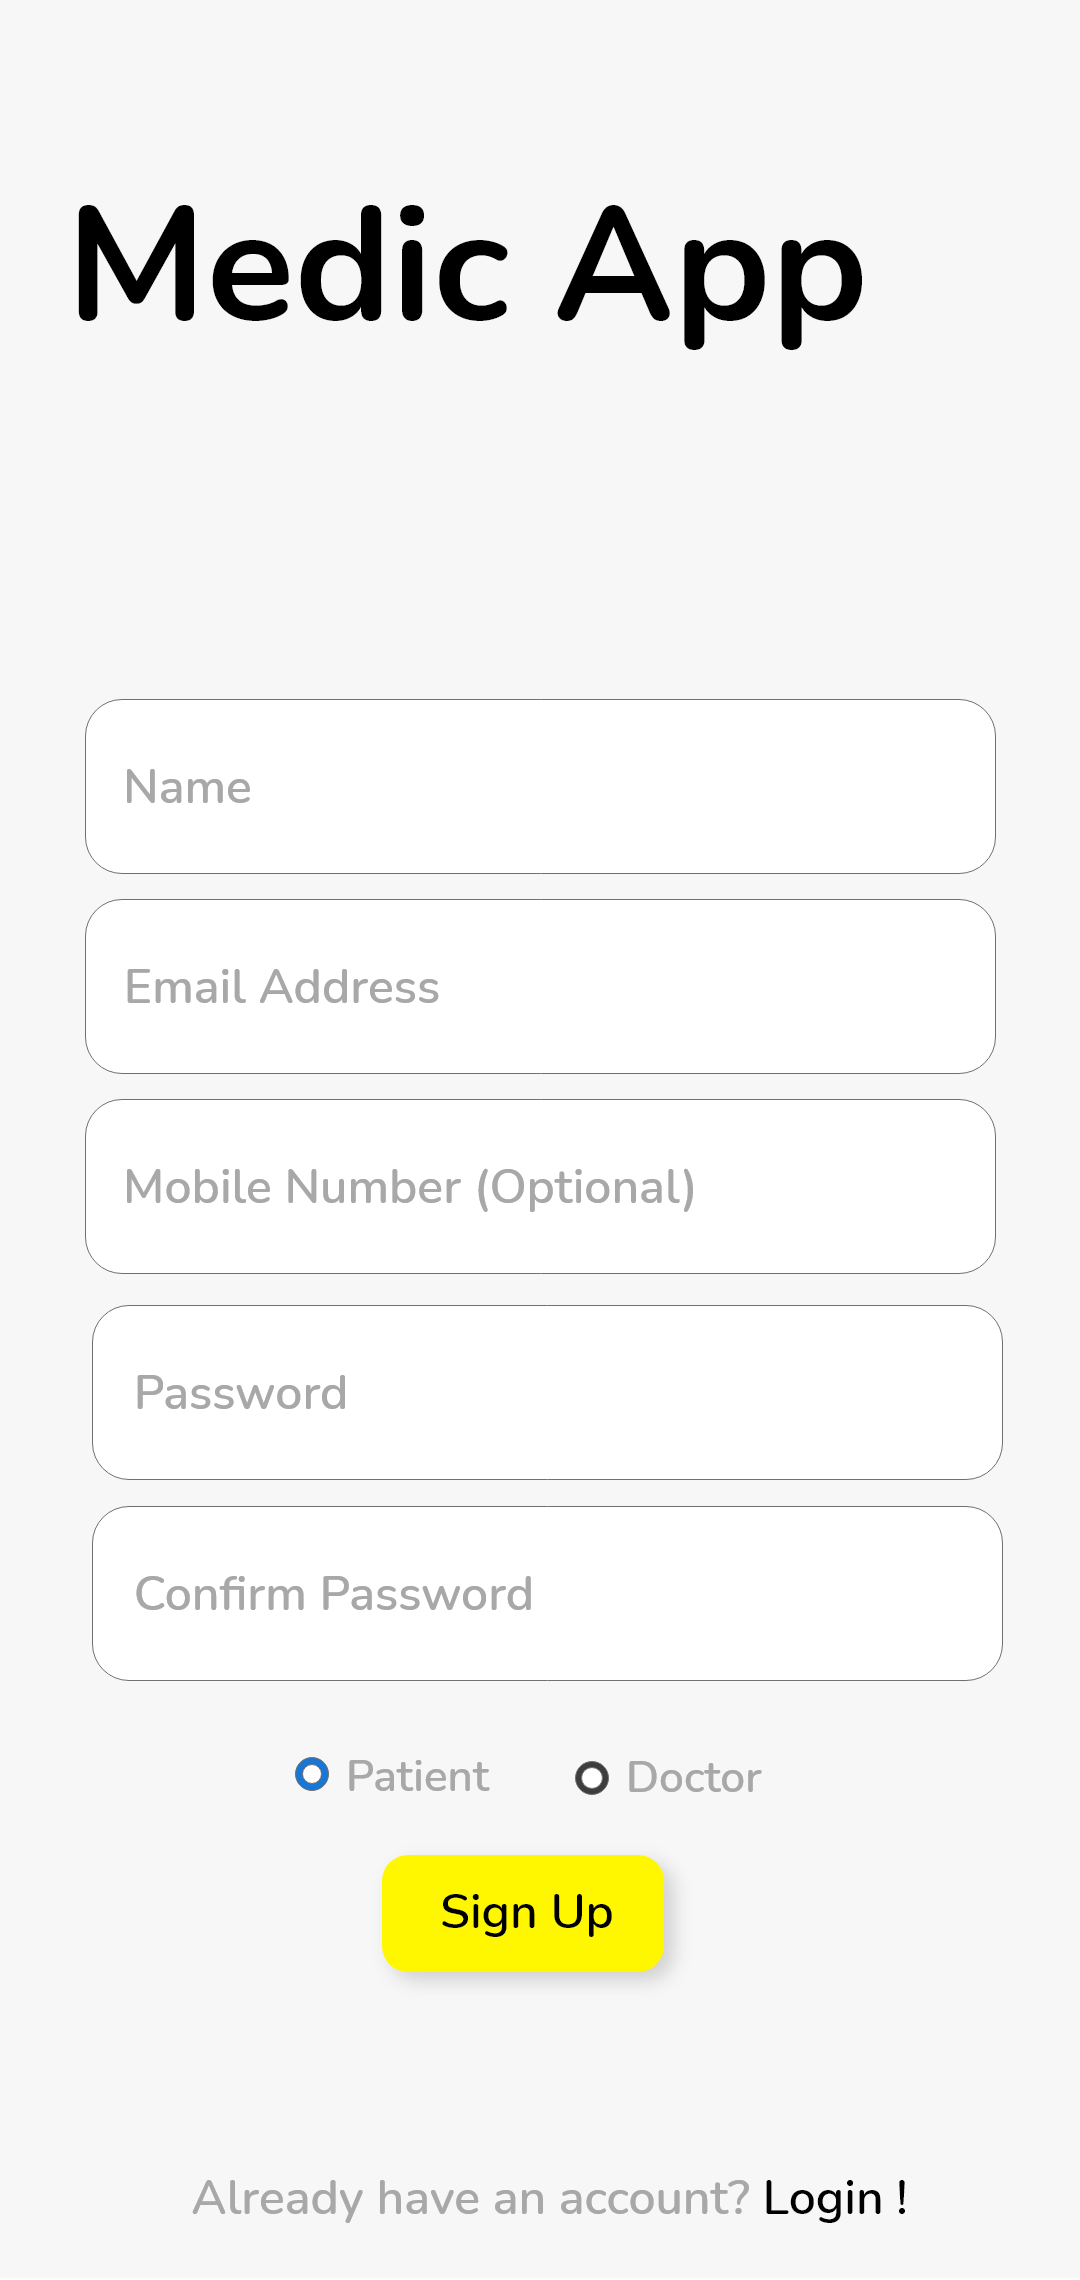 Medic App
Name
Email Address
Mobile Number (Optional)
Password
Confirm Password
Patient Doctor
Sign Up
Already have an account? Login !